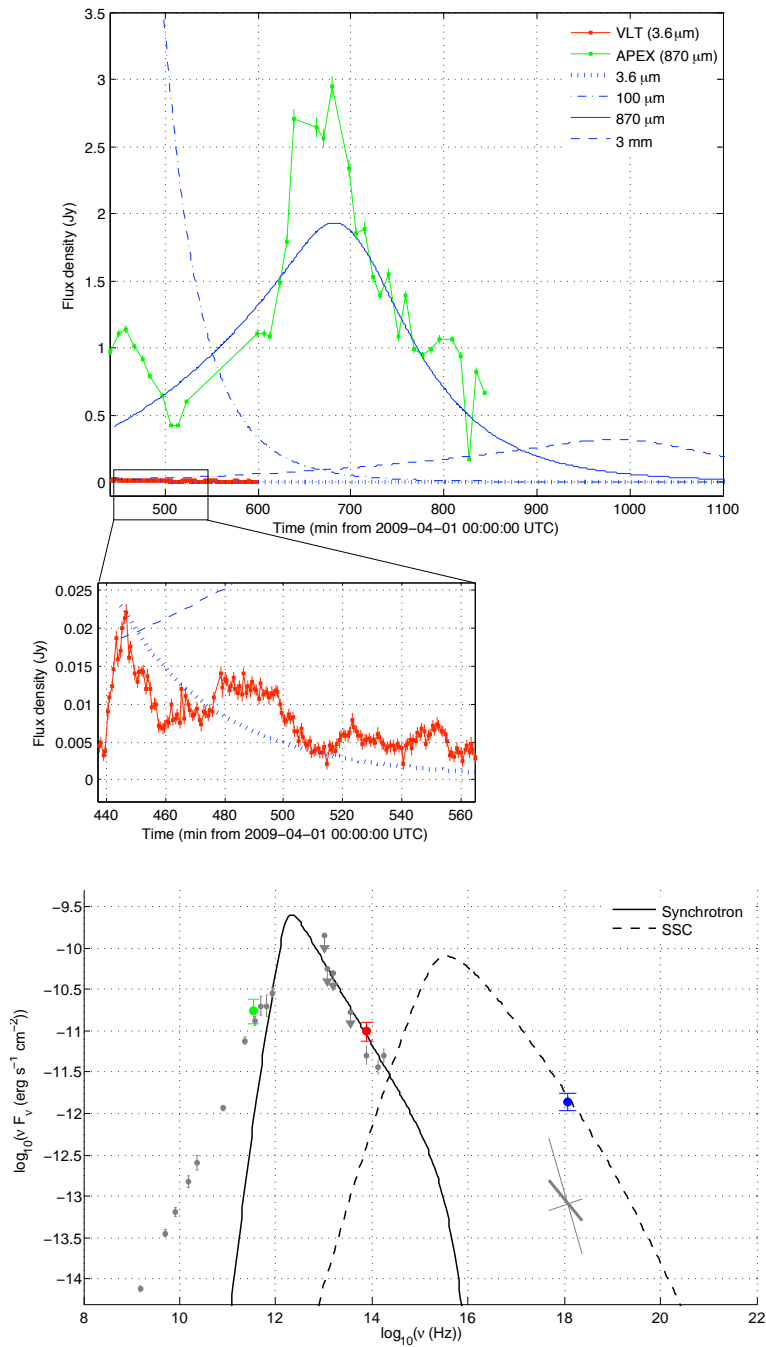 3.5
3
2.5
2
1.5
1
0.5
0
Flux density (Jy)
VLT (3.6 μm)
APEX (870 μm)
3.6 μm
100 μm
870 μm
3 mm
500 600 700 800 900 1000 1100
Time (min from 2009−04−01 00:00:00 UTC)
0.025
0.02
0.015
0.01
0.005
0
Flux density (Jy)
440 460 480 500 520 540 560
Time (min from 2009−04−01 00:00:00 UTC)
−9.5
−10
−10.5
−11
−11.5
−12
−12.5
−13
−13.5
−14
log10(ν Fν (erg s−1 cm−2))
Synchrotron
SSC
8 10 12 14 16 18 20 22
log10(ν (Hz))